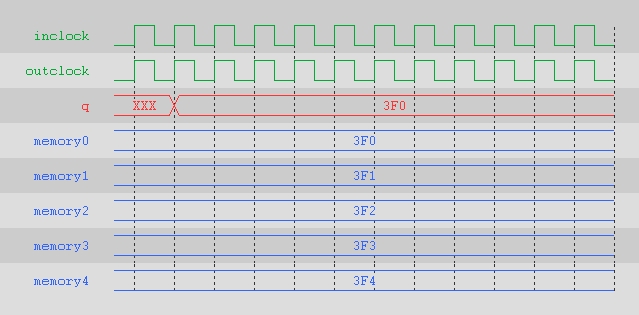 inclock
outclock
q XXX 3F0
memory0 3F0
memory1 3F1
memory2 3F2
memory3 3F3
memory4 3F4